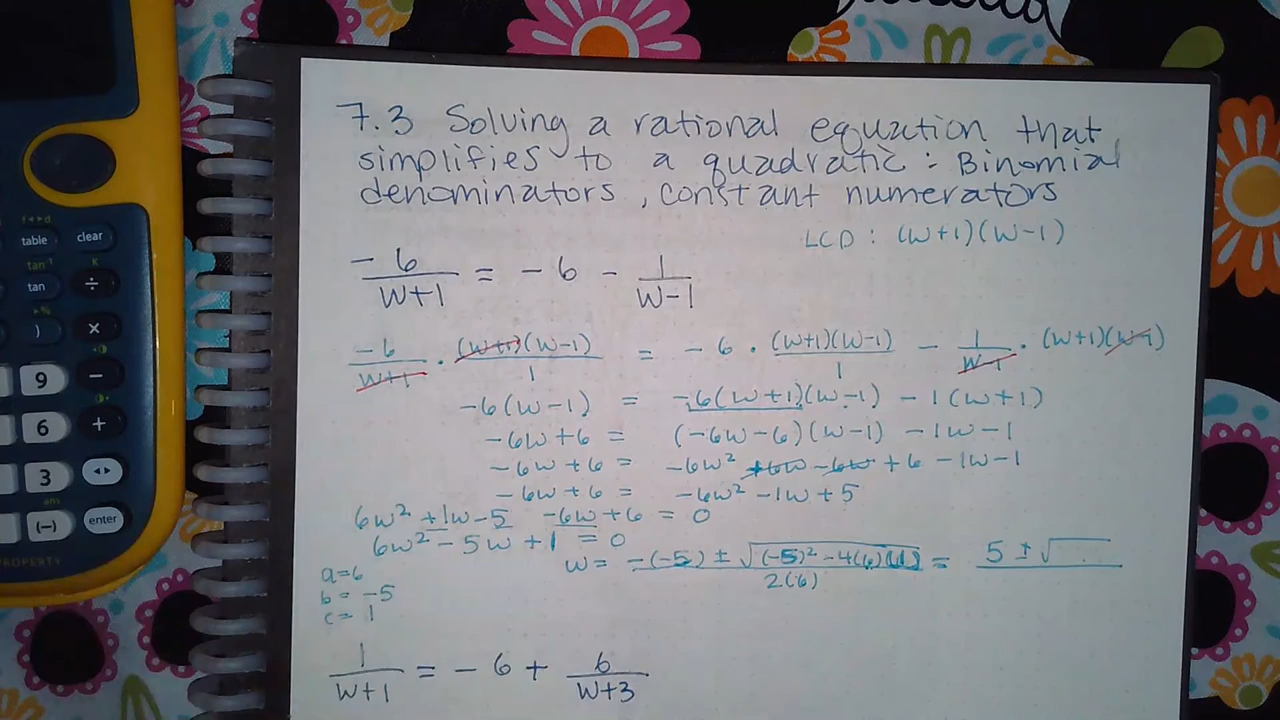 7.3 Solving a rational equation that
simplifies to a quadratic : Binomial
denominators, constant numerators
LCD : (w+1)(w-1)
-6/(w+1) = -6 - 1/(w-1)
-6/(w+1) · (w+1)(w-1)/1 = -6 · (w+1)(w-1)/1 - 1/(w-1) · (w+1)(w-1)
-6(w-1) = -6(w+1)(w-1) - 1(w+1)
-6w+6 = (-6w-6)(w-1) -1w-1
-6w+6 = -6w² +6w -6w +6 -1w-1
-6w+6 = -6w² -1w+5
6w² +1w-5 -6w+6 = 0
6w² -5w +1 = 0
w = (-(-5) ± √((-5)² -4(6)(1)))/2(6) = 5 ± √ ...
a=6
b= -5
c= 1
1/(w+1) = -6 + 6/(w+3)
table
clear
tan⁻¹
tan
÷
)
×
9
−
6
+
3
ans
(−)
enter
PROPERTY